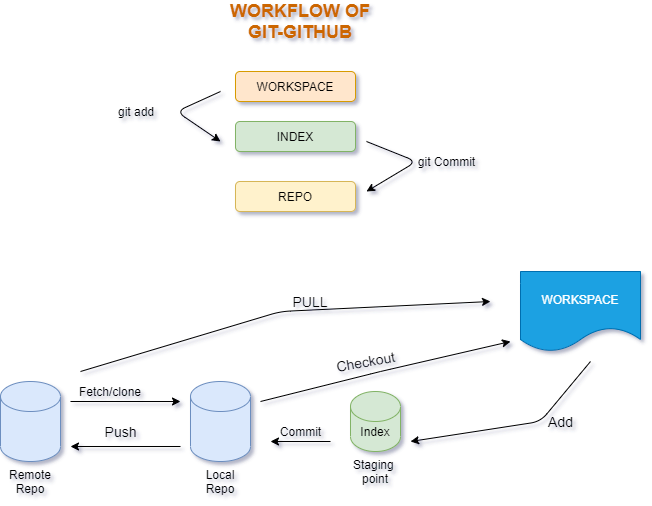 WORKFLOW OF
GIT-GITHUB
WORKSPACE
git add
INDEX
git Commit
REPO
PULL
WORKSPACE
Checkout
Fetch/clone
Add
Push
Commit
Index
Remote
Repo
Local
Repo
Staging
point